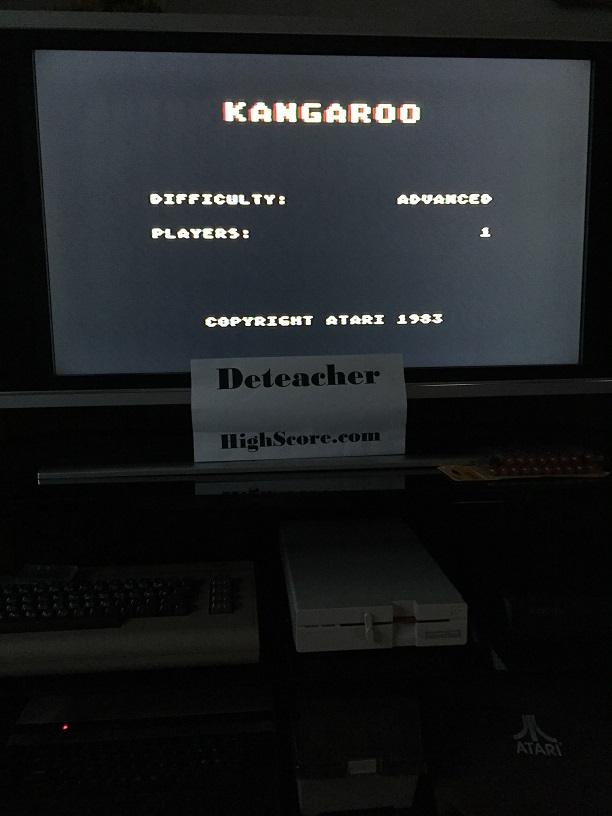 KANGAROO
DIFFICULTY: ADVANCED
PLAYERS: 1
COPYRIGHT ATARI 1983
Deteacher
HighScore.com
ATARI